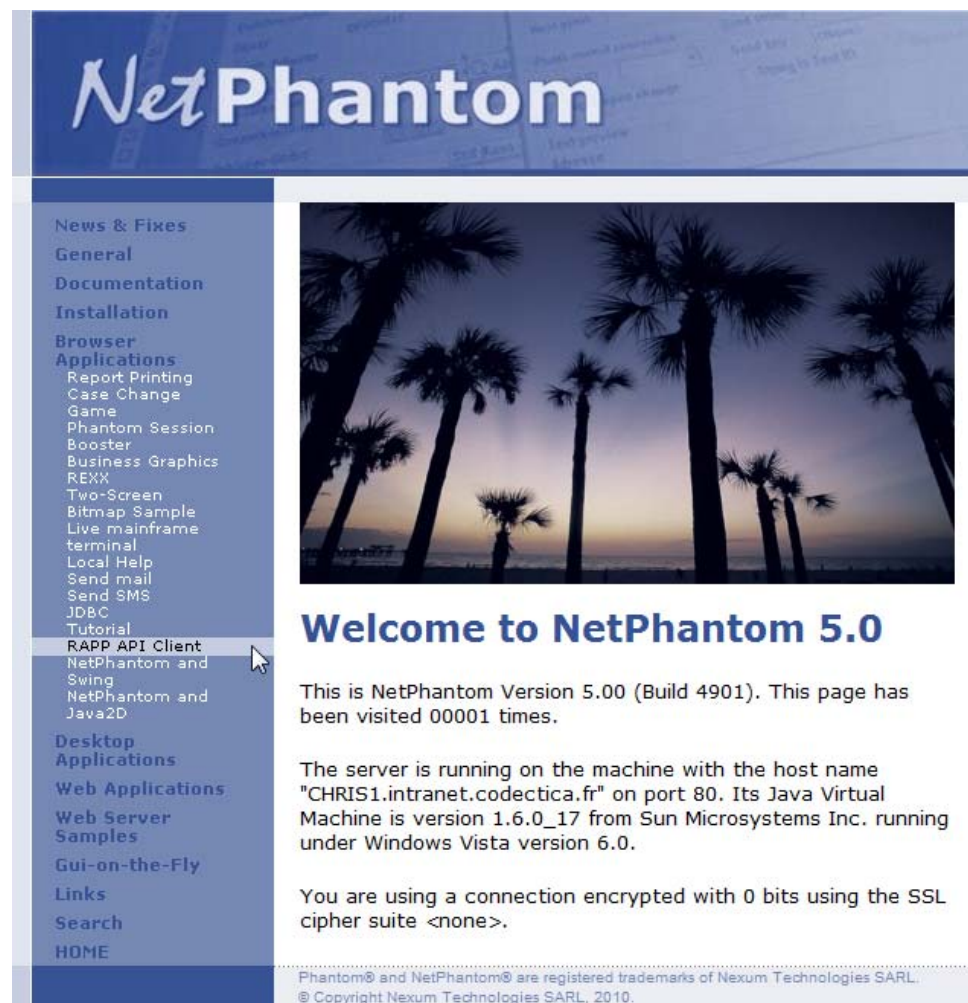 NetPhantom
News & Fixes
General
Documentation
Installation
Browser
Applications
Report Printing
Case Change
Game
Phantom Session
Booster
Business Graphics
REXX
Two-Screen
Bitmap Sample
Live mainframe
terminal
Local Help
Send mail
Send SMS
JDBC
Tutorial
RAPP API Client
NetPhantom and
Swing
NetPhantom and
Java2D
Desktop
Applications
Web Applications
Web Server
Samples
Gui-on-the-Fly
Links
Search
HOME
Welcome to NetPhantom 5.0
This is NetPhantom Version 5.00 (Build 4901). This page has
been visited 00001 times.
The server is running on the machine with the host name
"CHRIS1.intranet.codectica.fr" on port 80. Its Java Virtual
Machine is version 1.6.0_17 from Sun Microsystems Inc. running
under Windows Vista version 6.0.
You are using a connection encrypted with 0 bits using the SSL
cipher suite <none>.
Phantom® and NetPhantom® are registered trademarks of Nexum Technologies SARL.
© Copyright Nexum Technologies SARL, 2010.